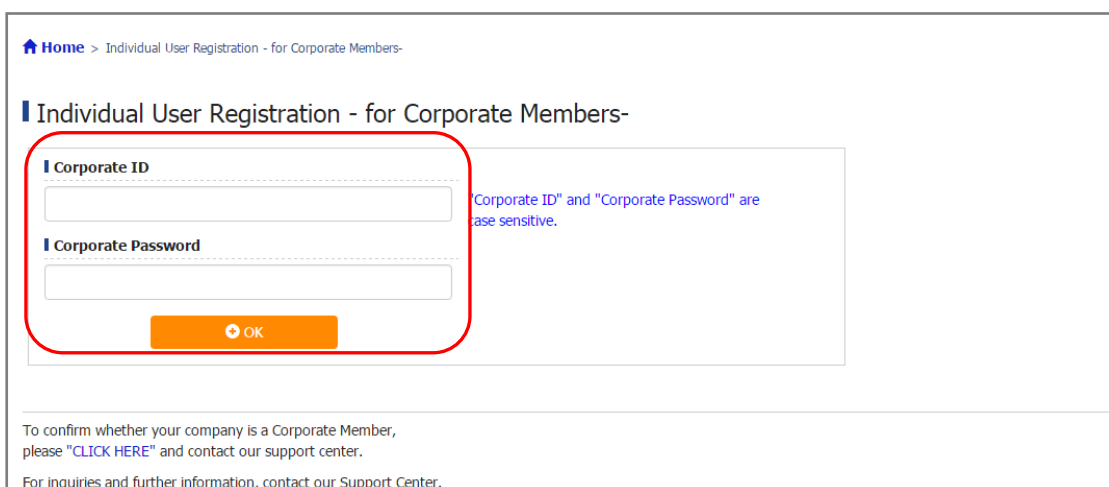 Home > Individual User Registration - for Corporate Members-
Individual User Registration - for Corporate Members-
Corporate ID
"Corporate ID" and "Corporate Password" are
case sensitive.
Corporate Password
OK
To confirm whether your company is a Corporate Member,
please "CLICK HERE" and contact our support center.
For inquiries and further information, contact our Support Center.